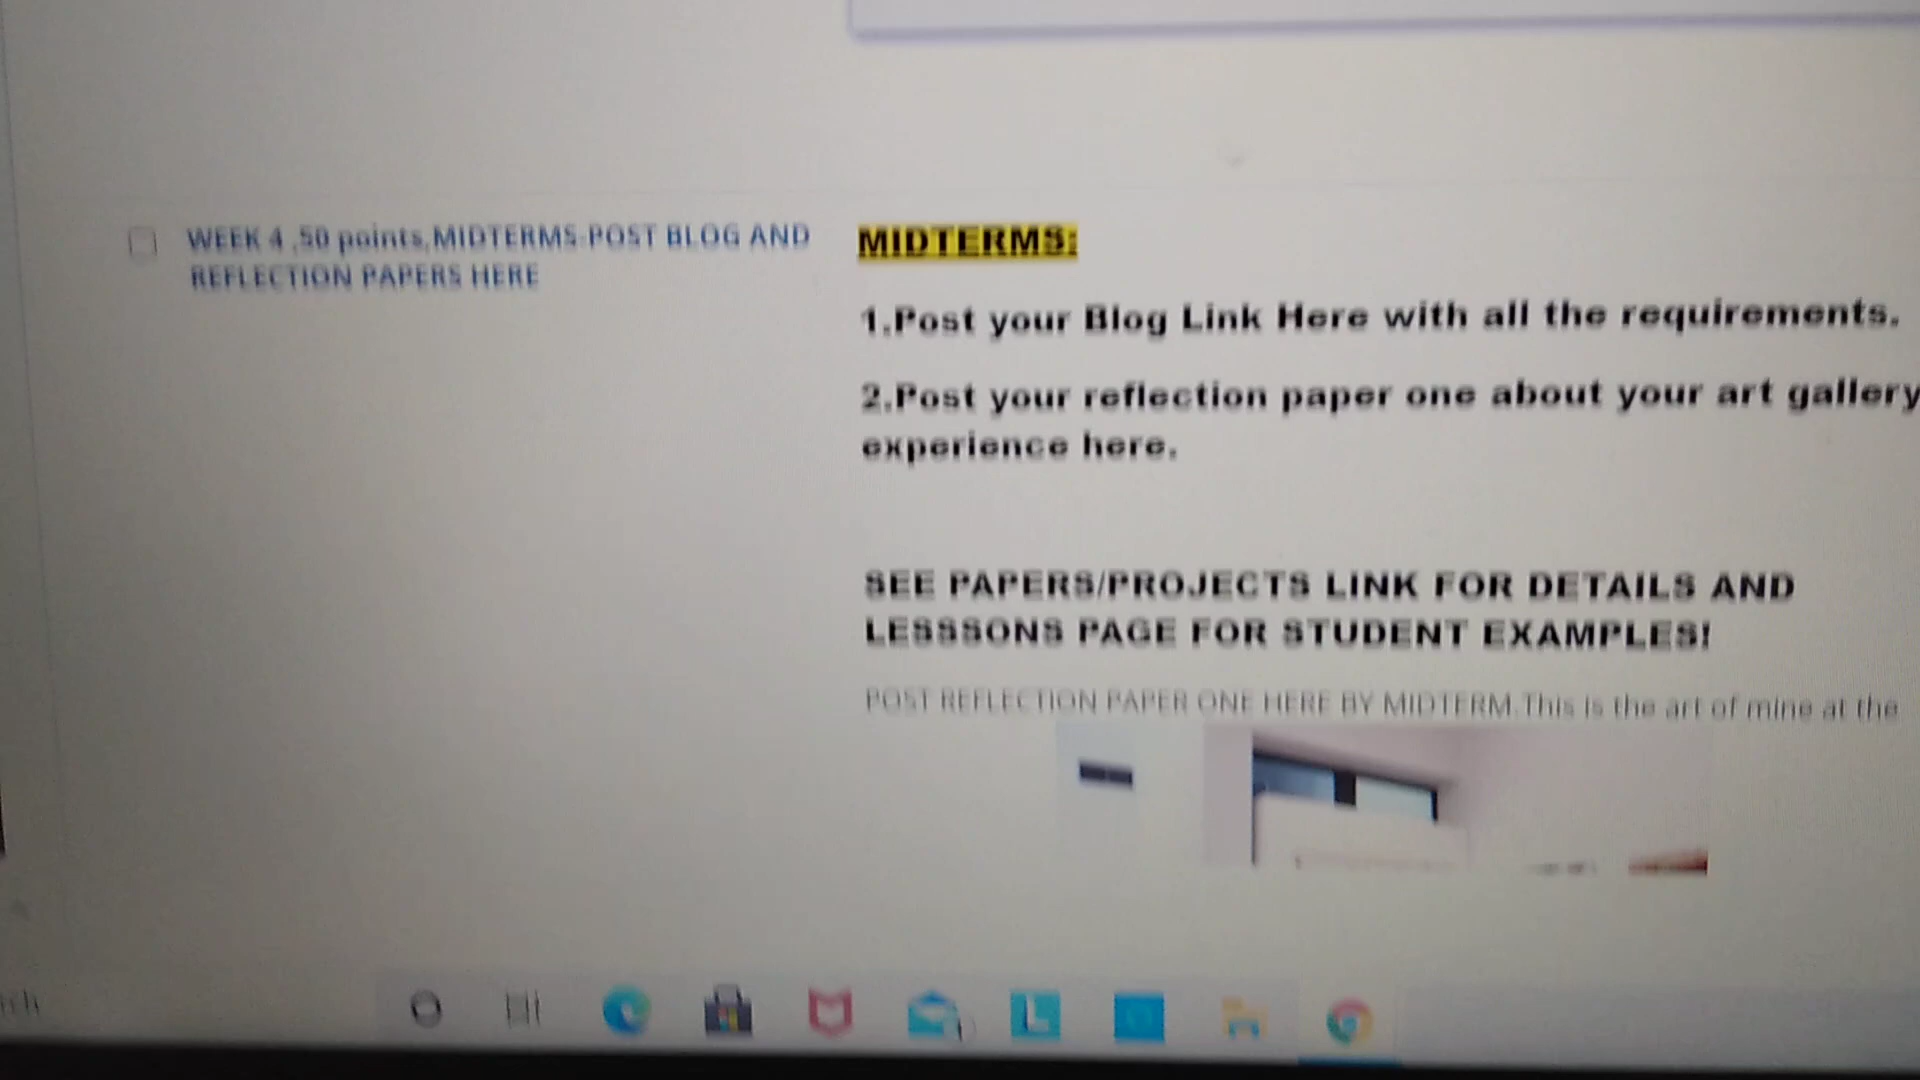 WEEK 4 ,50 points,MIDTERMS-POST BLOG AND
REFLECTION PAPERS HERE
MIDTERMS:
1.Post your Blog Link Here with all the requirements.
2.Post your reflection paper one about your art gallery
experience here.
SEE PAPERS/PROJECTS LINK FOR DETAILS AND
LESSSONS PAGE FOR STUDENT EXAMPLES!
POST REFLECTION PAPER ONE HERE BY MIDTERM.This is the art of mine at the
L